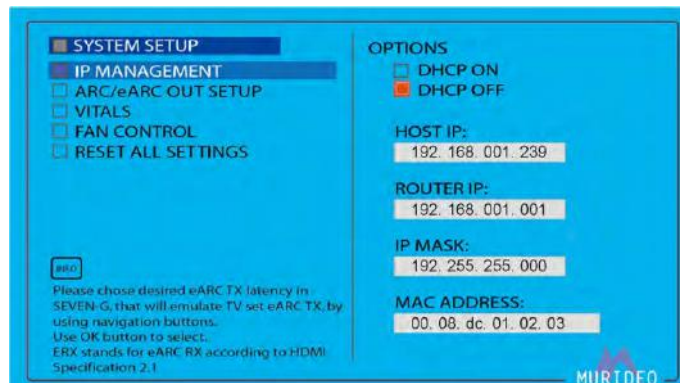 SYSTEM SETUP
IP MANAGEMENT
ARC/eARC OUT SETUP
VITALS
FAN CONTROL
RESET ALL SETTINGS
INFO
Please chose desired eARC TX latency in
SEVEN-G, that will emulate TV set eARC TX, by
using navigation buttons.
Use OK button to select.
ERX stands for eARC RX according to HDMI
Specification 2.1
OPTIONS
DHCP ON
DHCP OFF
HOST IP:
192. 168. 001. 239
ROUTER IP:
192. 168. 001. 001
IP MASK:
192. 255. 255. 000
MAC ADDRESS:
00. 08. dc. 01. 02. 03
MURIDEO